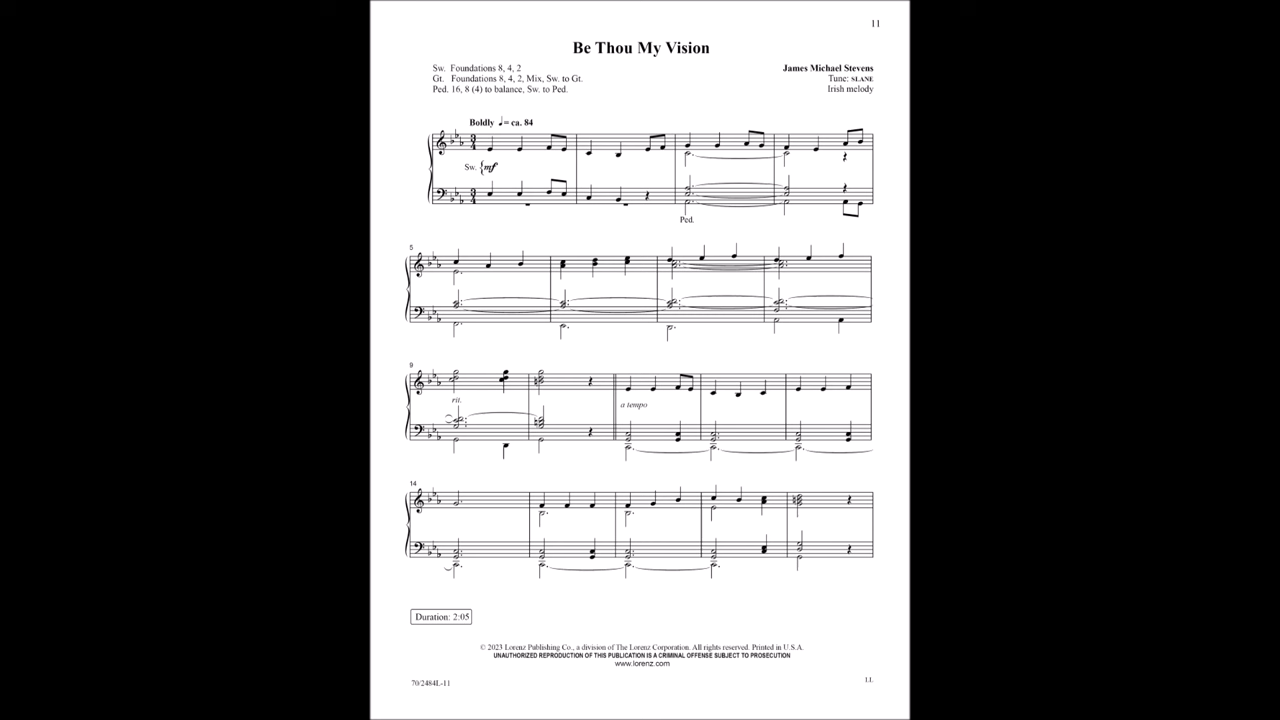 11
Be Thou My Vision
Sw. Foundations 8, 4, 2
Gt. Foundations 8, 4, 2, Mix, Sw. to Gt.
Ped. 16, 8 (4) to balance, Sw. to Ped.
James Michael Stevens
Tune: SLANE
Irish melody
Boldly ♩ = ca. 84
Sw. { mf
Ped.
5
9
rit.
a tempo
14
Duration: 2:05
© 2023 Lorenz Publishing Co., a division of The Lorenz Corporation. All rights reserved. Printed in U.S.A.
UNAUTHORIZED REPRODUCTION OF THIS PUBLICATION IS A CRIMINAL OFFENSE SUBJECT TO PROSECUTION
www.lorenz.com
70/2484L-11